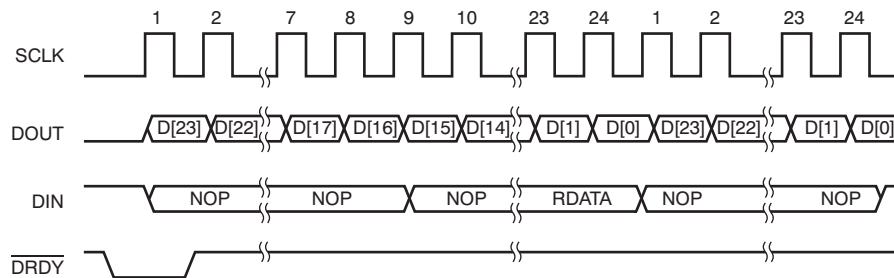 1 2 7 8 9 10 23 24 1 2 23 24
SCLK
DOUT D[23] D[22] D[17] D[16] D[15] D[14] D[1] D[0] D[23] D[22] D[1] D[0]
DIN NOP NOP NOP RDATA NOP NOP
DRDY